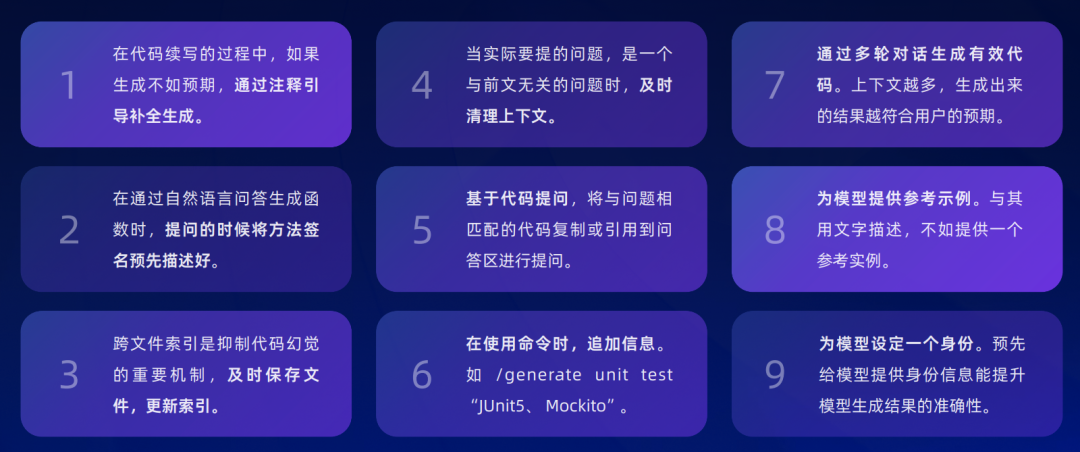 1
在代码续写的过程中，如果
生成不如预期，通过注释引
导补全生成。
2
在通过自然语言问答生成函
数时，提问的时候将方法签
名预先描述好。
3
跨文件索引是抑制代码幻觉
的重要机制，及时保存文
件，更新索引。
4
当实际要提的问题，是一个
与前文无关的问题时，及时
清理上下文。
5
基于代码提问，将与问题相
匹配的代码复制或引用到问
答区进行提问。
6
在使用命令时，追加信息。
如 /generate unit test
“JUnit5、 Mockito”。
7
通过多轮对话生成有效代
码。上下文越多，生成出来
的结果越符合用户的预期。
8
为模型提供参考示例。与其
用文字描述，不如提供一个
参考实例。
9
为模型设定一个身份。预先
给模型提供身份信息能提升
模型生成结果的准确性。